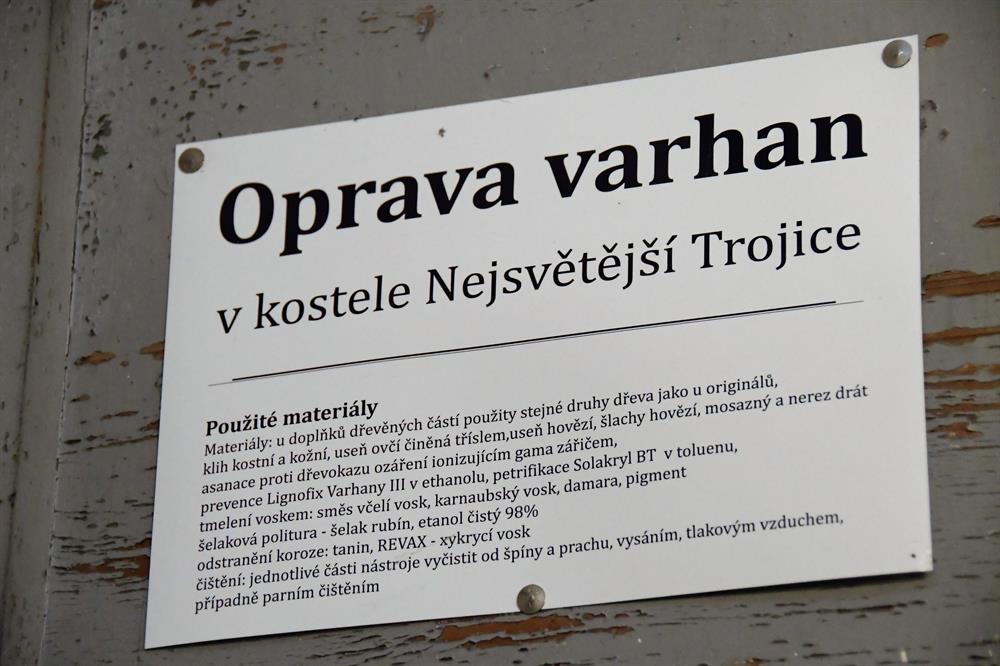 Oprava varhan
v kostele Nejsvětější Trojice
Použité materiály
Materiály: u doplňků dřevěných částí použity stejné druhy dřeva jako u originálů,
klih kostní a kožní, useň ovčí činěná tříslem,useň hovězí, šlachy hovězí, mosazný a nerez drát
asanace proti dřevokazu ozáření ionizujícím gama zářičem,
prevence Lignofix Varhany III v ethanolu, petrifikace Solakryl BT v toluenu,
tmelení voskem: směs včelí vosk, karnaubský vosk, damara, pigment
šelaková politura - šelak rubín, etanol čistý 98%
odstranění koroze: tanin, REVAX - xykrycí vosk
čištění: jednotlivé části nástroje vyčistit od špíny a prachu, vysáním, tlakovým vzduchem,
případně parním čištěním